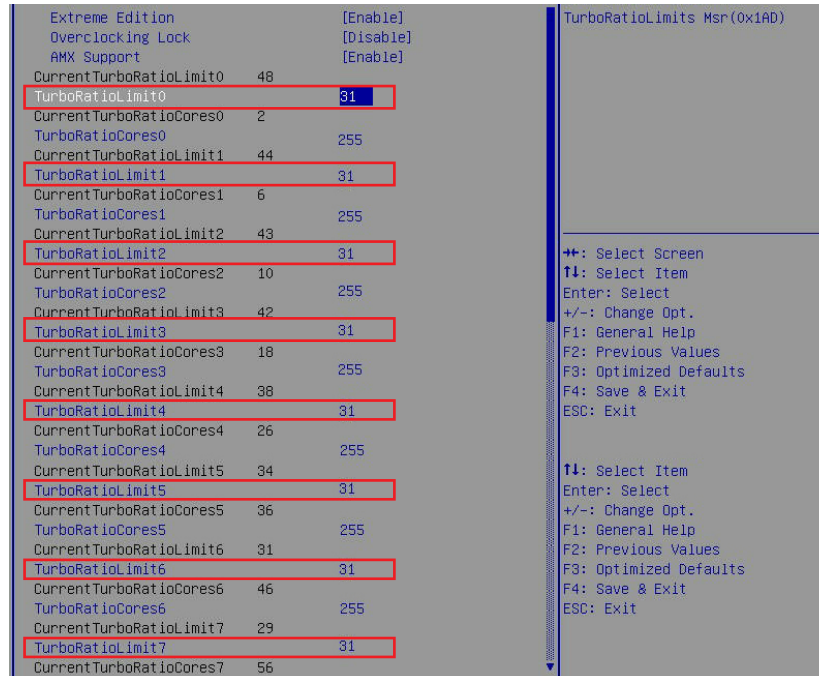 Extreme Edition [Enable]
Overclocking Lock [Disable]
AMX Support [Enable]
CurrentTurboRatioLimit0 48
TurboRatioLimit0 31
CurrentTurboRatioCores0 2
TurboRatioCores0 255
CurrentTurboRatioLimit1 44
TurboRatioLimit1 31
CurrentTurboRatioCores1 6
TurboRatioCores1 255
CurrentTurboRatioLimit2 43
TurboRatioLimit2 31
CurrentTurboRatioCores2 10
TurboRatioCores2 255
CurrentTurboRatioLimit3 42
TurboRatioLimit3 31
CurrentTurboRatioCores3 18
TurboRatioCores3 255
CurrentTurboRatioLimit4 38
TurboRatioLimit4 31
CurrentTurboRatioCores4 26
TurboRatioCores4 255
CurrentTurboRatioLimit5 34
TurboRatioLimit5 31
CurrentTurboRatioCores5 36
TurboRatioCores5 255
CurrentTurboRatioLimit6 31
TurboRatioLimit6 31
CurrentTurboRatioCores6 46
TurboRatioCores6 255
CurrentTurboRatioLimit7 29
TurboRatioLimit7 31
CurrentTurboRatioCores7 56
TurboRatioLimits Msr(0x1AD)
→←: Select Screen
↑↓: Select Item
Enter: Select
+/-: Change Opt.
F1: General Help
F2: Previous Values
F3: Optimized Defaults
F4: Save & Exit
ESC: Exit
↑↓: Select Item
Enter: Select
+/-: Change Opt.
F1: General Help
F2: Previous Values
F3: Optimized Defaults
F4: Save & Exit
ESC: Exit